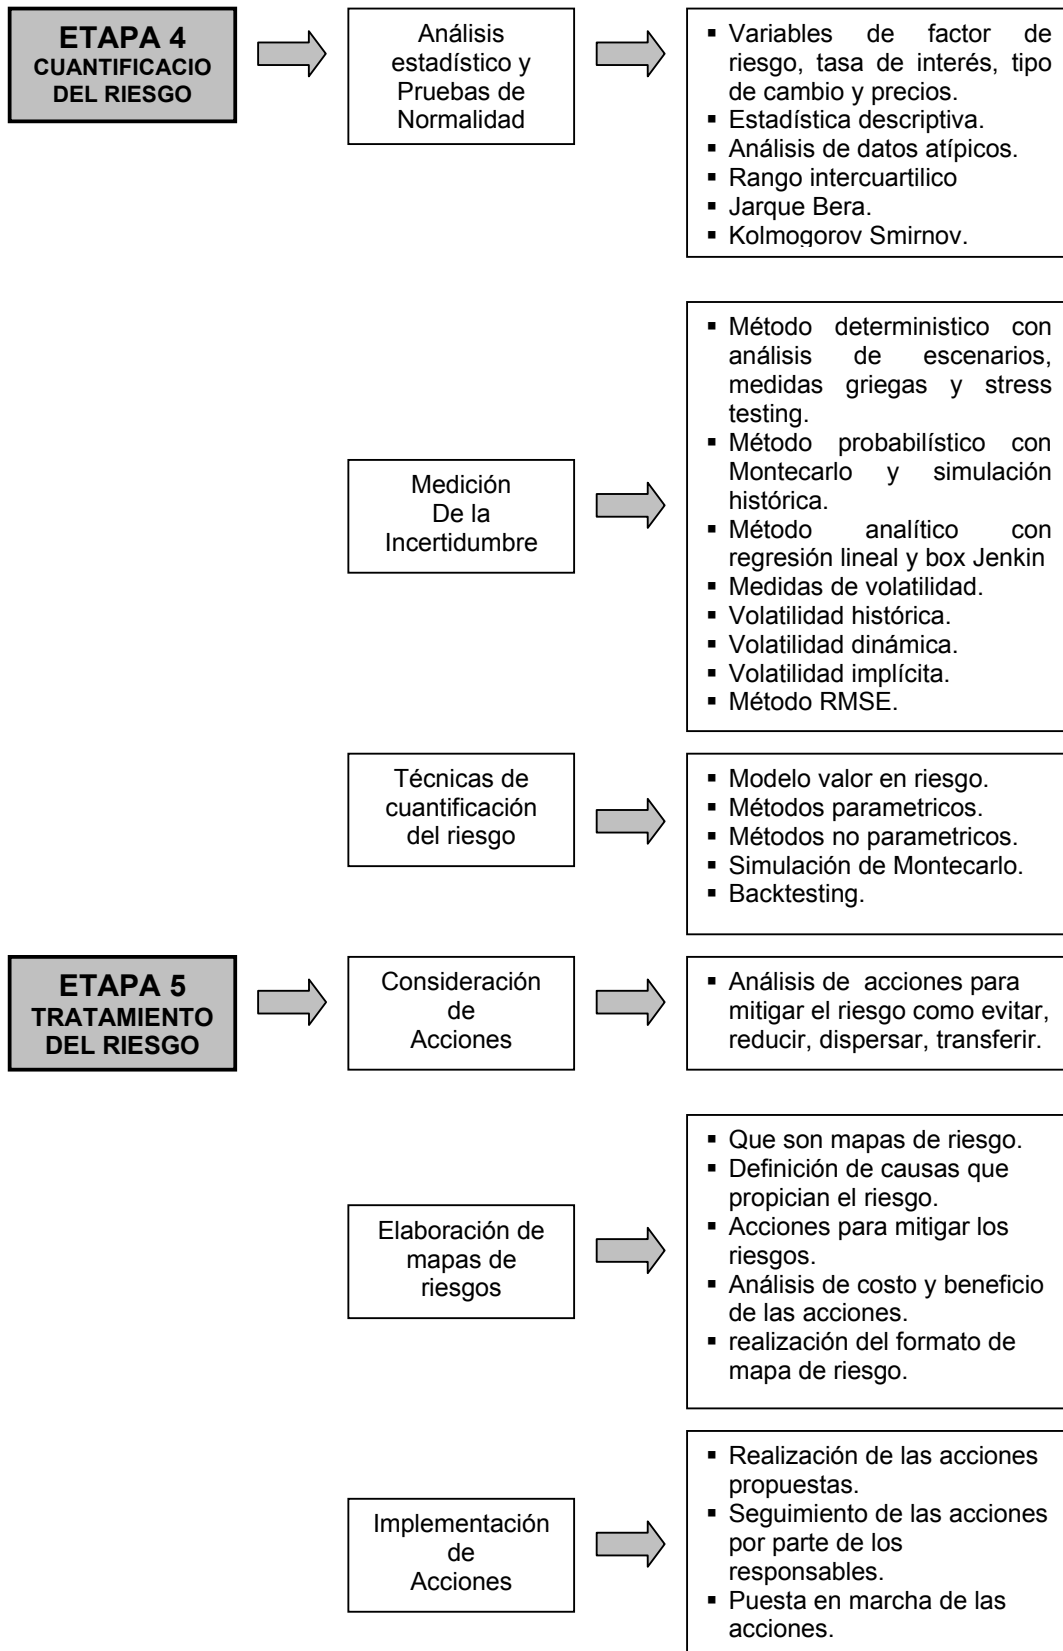 ETAPA 4
CUANTIFICACIO
DEL RIESGO
Análisis
estadístico y
Pruebas de
Normalidad
▪ Variables de factor de
riesgo, tasa de interés, tipo
de cambio y precios.
▪ Estadística descriptiva.
▪ Análisis de datos atípicos.
▪ Rango intercuartilico
▪ Jarque Bera.
▪ Kolmogorov Smirnov.
Medición
De la
Incertidumbre
▪ Método deterministico con
análisis de escenarios,
medidas griegas y stress
testing.
▪ Método probabilístico con
Montecarlo y simulación
histórica.
▪ Método analítico con
regresión lineal y box Jenkin
▪ Medidas de volatilidad.
▪ Volatilidad histórica.
▪ Volatilidad dinámica.
▪ Volatilidad implícita.
▪ Método RMSE.
Técnicas de
cuantificación
del riesgo
▪ Modelo valor en riesgo.
▪ Métodos parametricos.
▪ Métodos no parametricos.
▪ Simulación de Montecarlo.
▪ Backtesting.
ETAPA 5
TRATAMIENTO
DEL RIESGO
Consideración
de
Acciones
▪ Análisis de acciones para
mitigar el riesgo como evitar,
reducir, dispersar, transferir.
Elaboración de
mapas de
riesgos
▪ Que son mapas de riesgo.
▪ Definición de causas que
propician el riesgo.
▪ Acciones para mitigar los
riesgos.
▪ Análisis de costo y beneficio
de las acciones.
▪ realización del formato de
mapa de riesgo.
Implementación
de
Acciones
▪ Realización de las acciones
propuestas.
▪ Seguimiento de las acciones
por parte de los
responsables.
▪ Puesta en marcha de las
acciones.